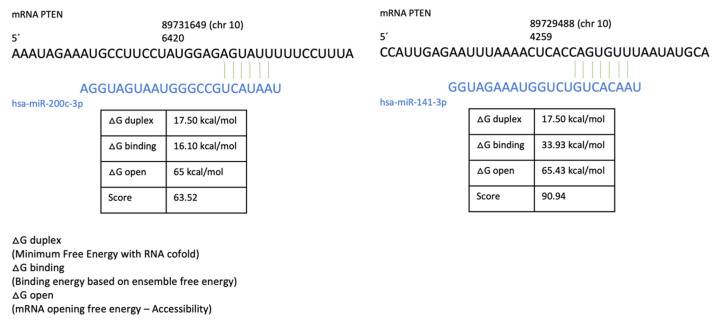 mRNA PTEN
89731649 (chr 10)
5´ 6420
AAAUAGAAAUGCCUUCCUAUGGAGAGUAUUUUUCCUUUA
AGGUAGUAAUGGGCCGUCAUAAU
hsa-miR-200c-3p
△G duplex 17.50 kcal/mol
△G binding 16.10 kcal/mol
△G open 65 kcal/mol
Score 63.52
mRNA PTEN
89729488 (chr 10)
5´ 4259
CCAUUGAGAAUUUAAAACUCACCAGUGUUUAAUAUGCA
GGUAGAAAUGGUCUGUCACAAU
hsa-miR-141-3p
△G duplex 17.50 kcal/mol
△G binding 33.93 kcal/mol
△G open 65.43 kcal/mol
Score 90.94
△G duplex
(Minimum Free Energy with RNA cofold)
△G binding
(Binding energy based on ensemble free energy)
△G open
(mRNA opening free energy – Accessibility)